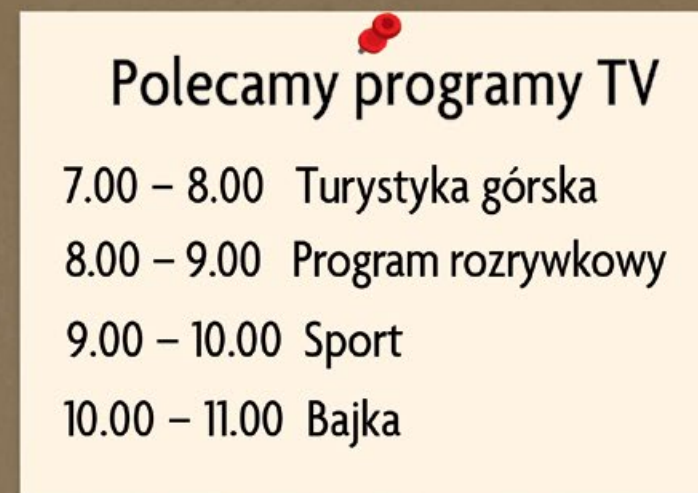 Polecamy programy TV
7.00 – 8.00 Turystyka górska
8.00 – 9.00 Program rozrywkowy
9.00 – 10.00 Sport
10.00 – 11.00 Bajka